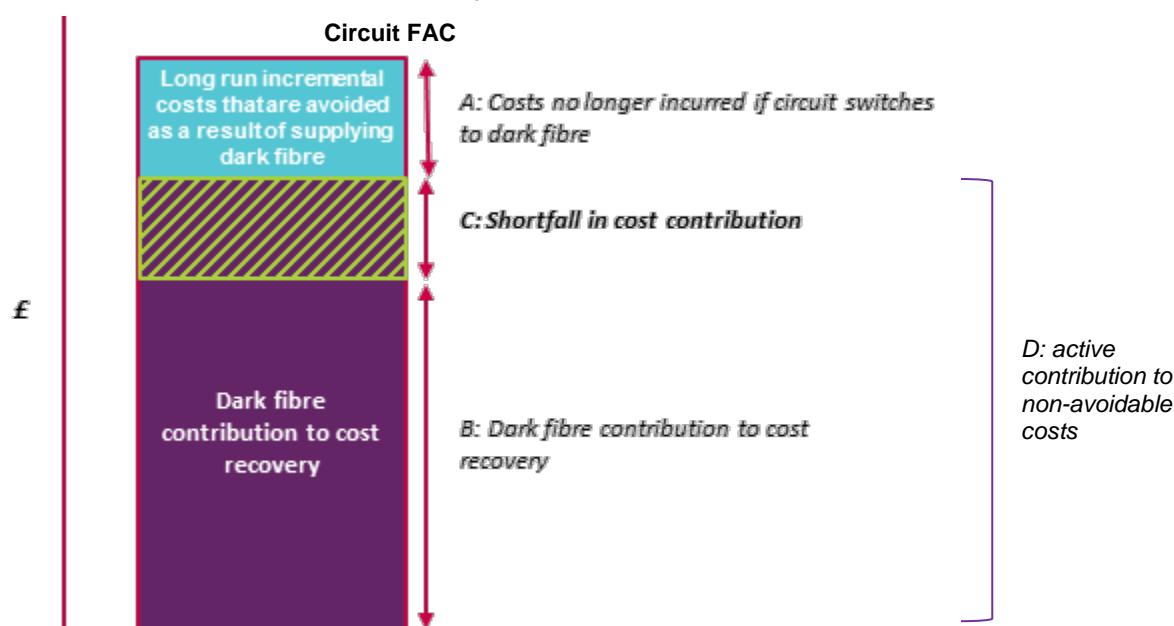 Circuit FAC
Long run incremental
costs thatare avoided
as a result of supplying
dark fibre
A: Costs no longer incurred if circuit switches
to dark fibre
C: Shortfall in cost contribution
£
Dark fibre
contribution to cost
recovery
B: Dark fibre contribution to cost
recovery
D: active
contribution to
non-avoidable
costs